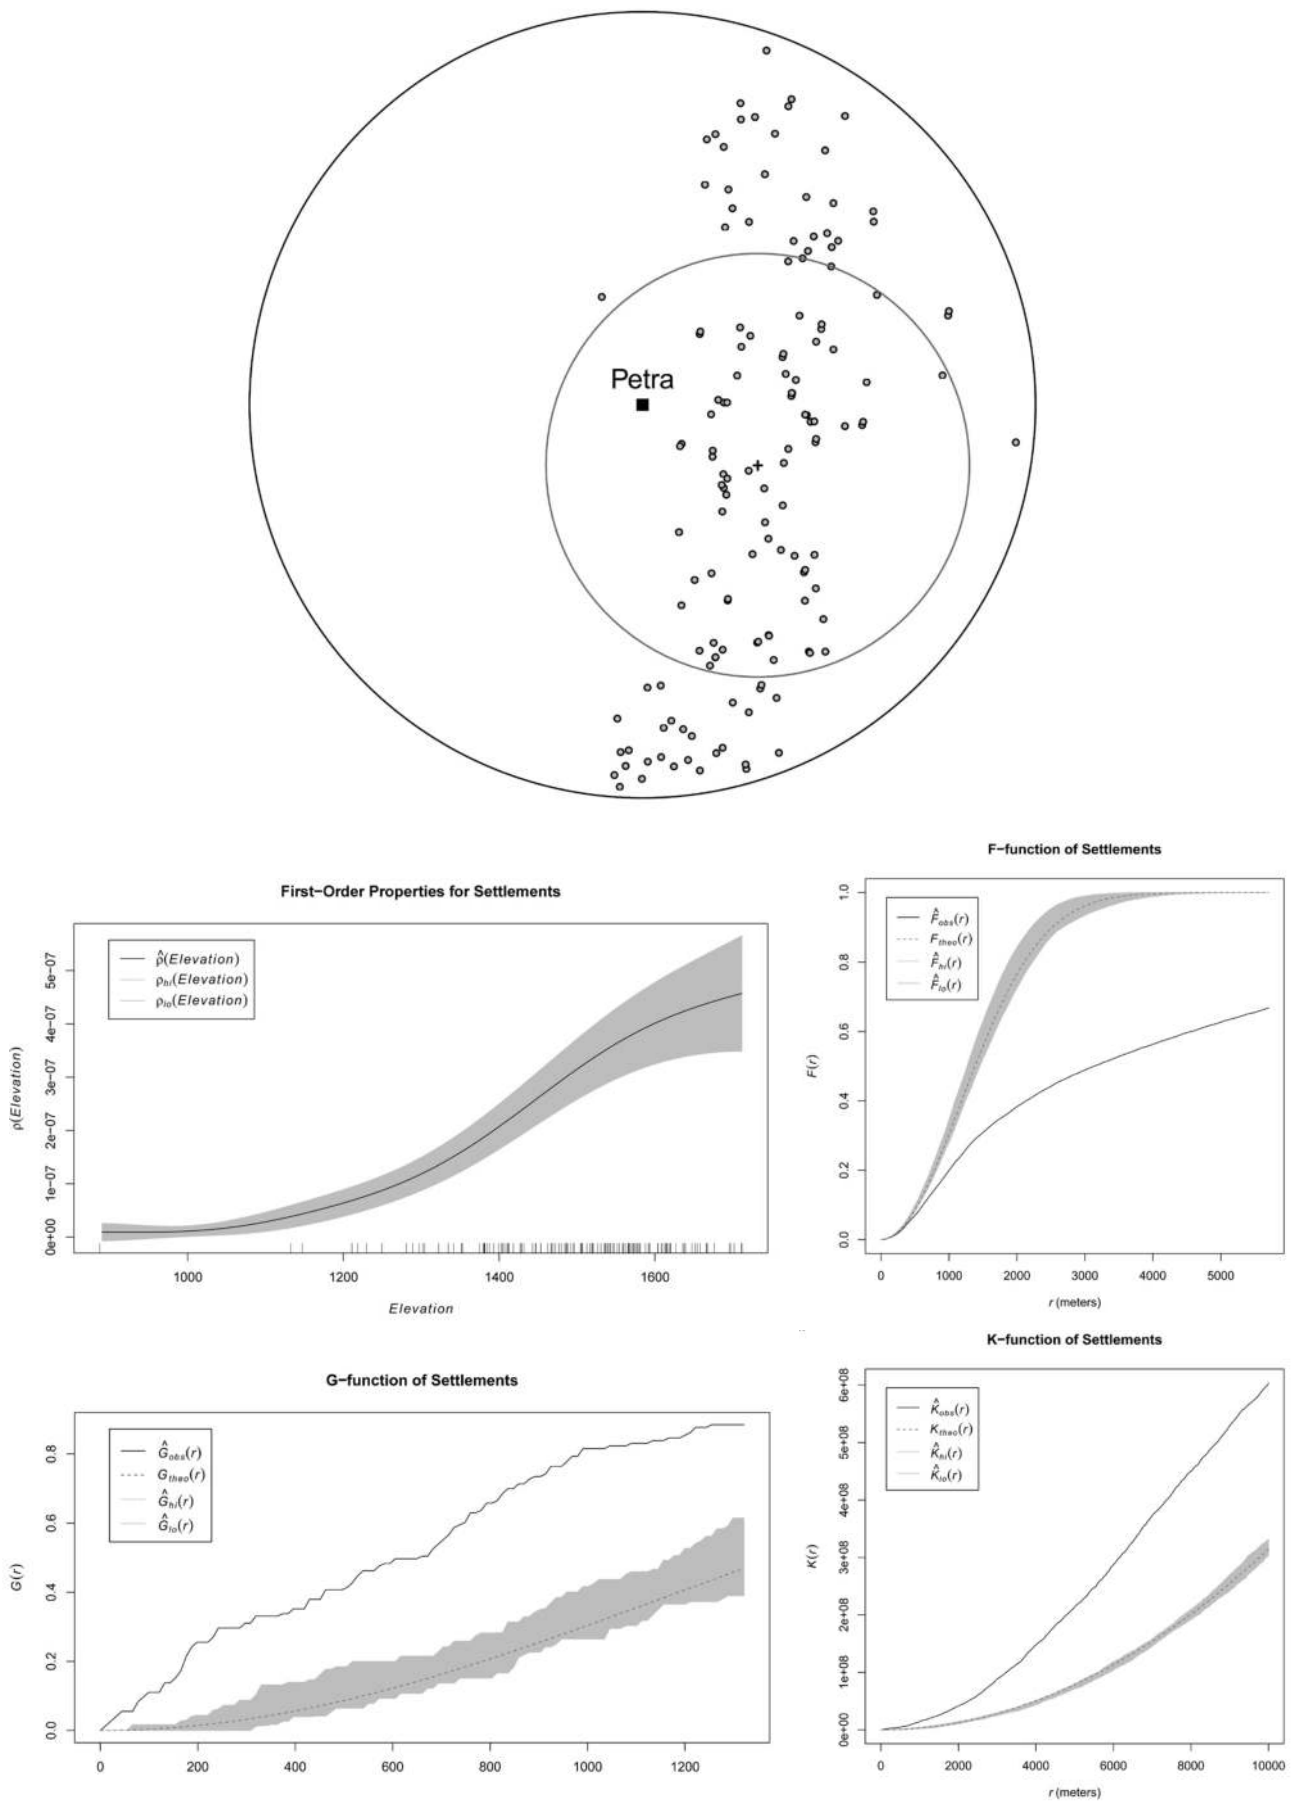 Petra
First−Order Properties for Settlements
ρ̂(Elevation)
ρhi(Elevation)
ρlo(Elevation)
ρ(Elevation)
0e+00 1e−07 2e−07 3e−07 4e−07 5e−07
1000 1200 1400 1600
Elevation
F−function of Settlements
F̂obs(r)
Ftheo(r)
F̂hi(r)
F̂lo(r)
F(r)
0.0 0.2 0.4 0.6 0.8 1.0
0 1000 2000 3000 4000 5000
r (meters)
G−function of Settlements
Ĝobs(r)
Gtheo(r)
Ĝhi(r)
Ĝlo(r)
G(r)
0.0 0.2 0.4 0.6 0.8
0 200 400 600 800 1000 1200
K−function of Settlements
K̂obs(r)
Ktheo(r)
K̂hi(r)
K̂lo(r)
K(r)
0e+00 1e+08 2e+08 3e+08 4e+08 5e+08 6e+08
0 2000 4000 6000 8000 10000
r (meters)